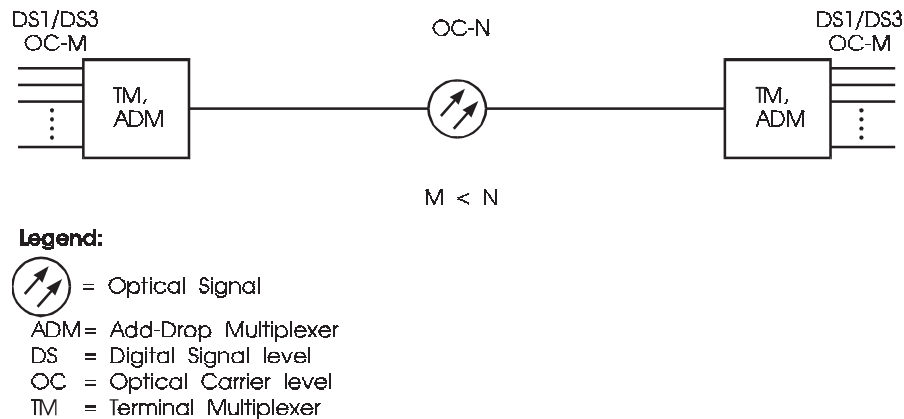 DS1/DS3
OC-M
OC-N
DS1/DS3
OC-M
TM,
ADM
TM,
ADM
M < N
Legend:
= Optical Signal
ADM = Add-Drop Multiplexer
DS = Digital Signal level
OC = Optical Carrier level
TM = Terminal Multiplexer